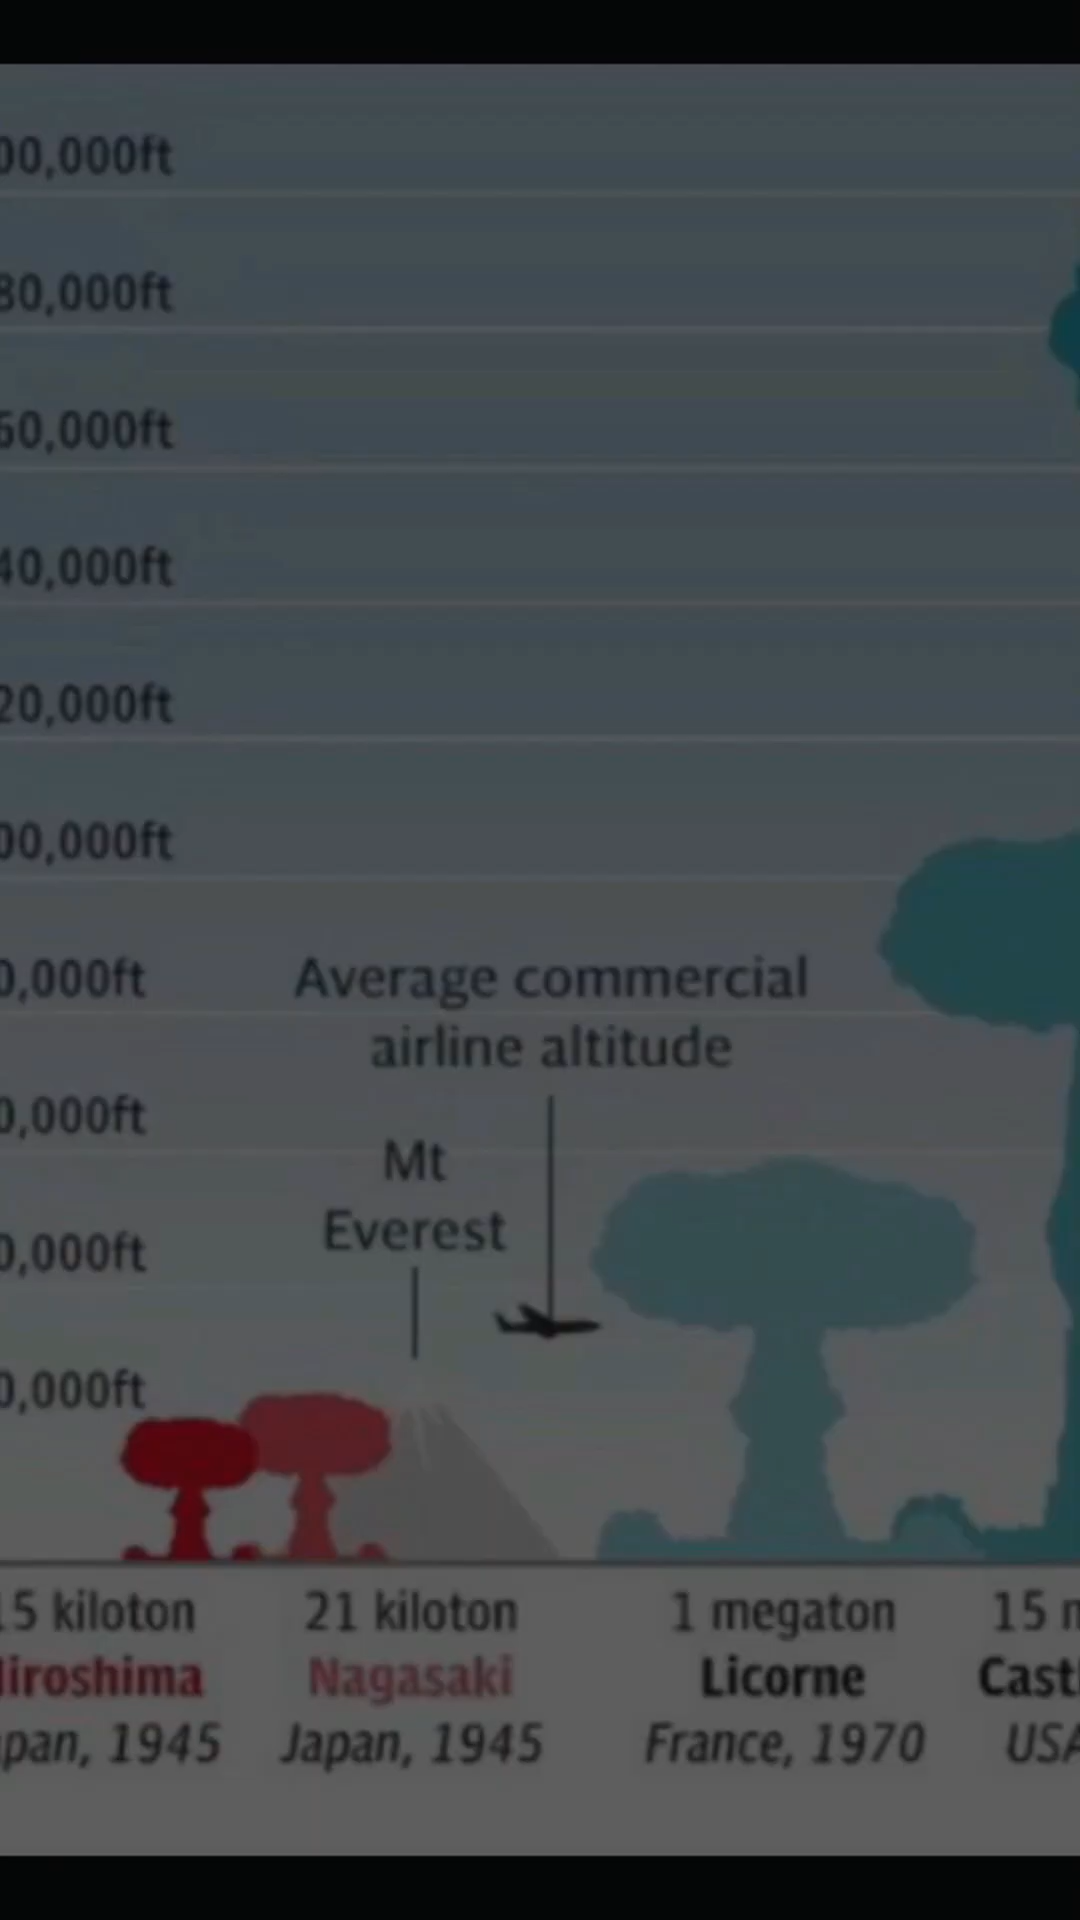 00,000ft
80,000ft
60,000ft
40,000ft
20,000ft
00,000ft
0,000ft
Average commercial
airline altitude
0,000ft
Mt
Everest
0,000ft
0,000ft
15 kiloton
Hiroshima
apan, 1945
21 kiloton
Nagasaki
Japan, 1945
1 megaton
Licorne
France, 1970
15 m
Castl
USA